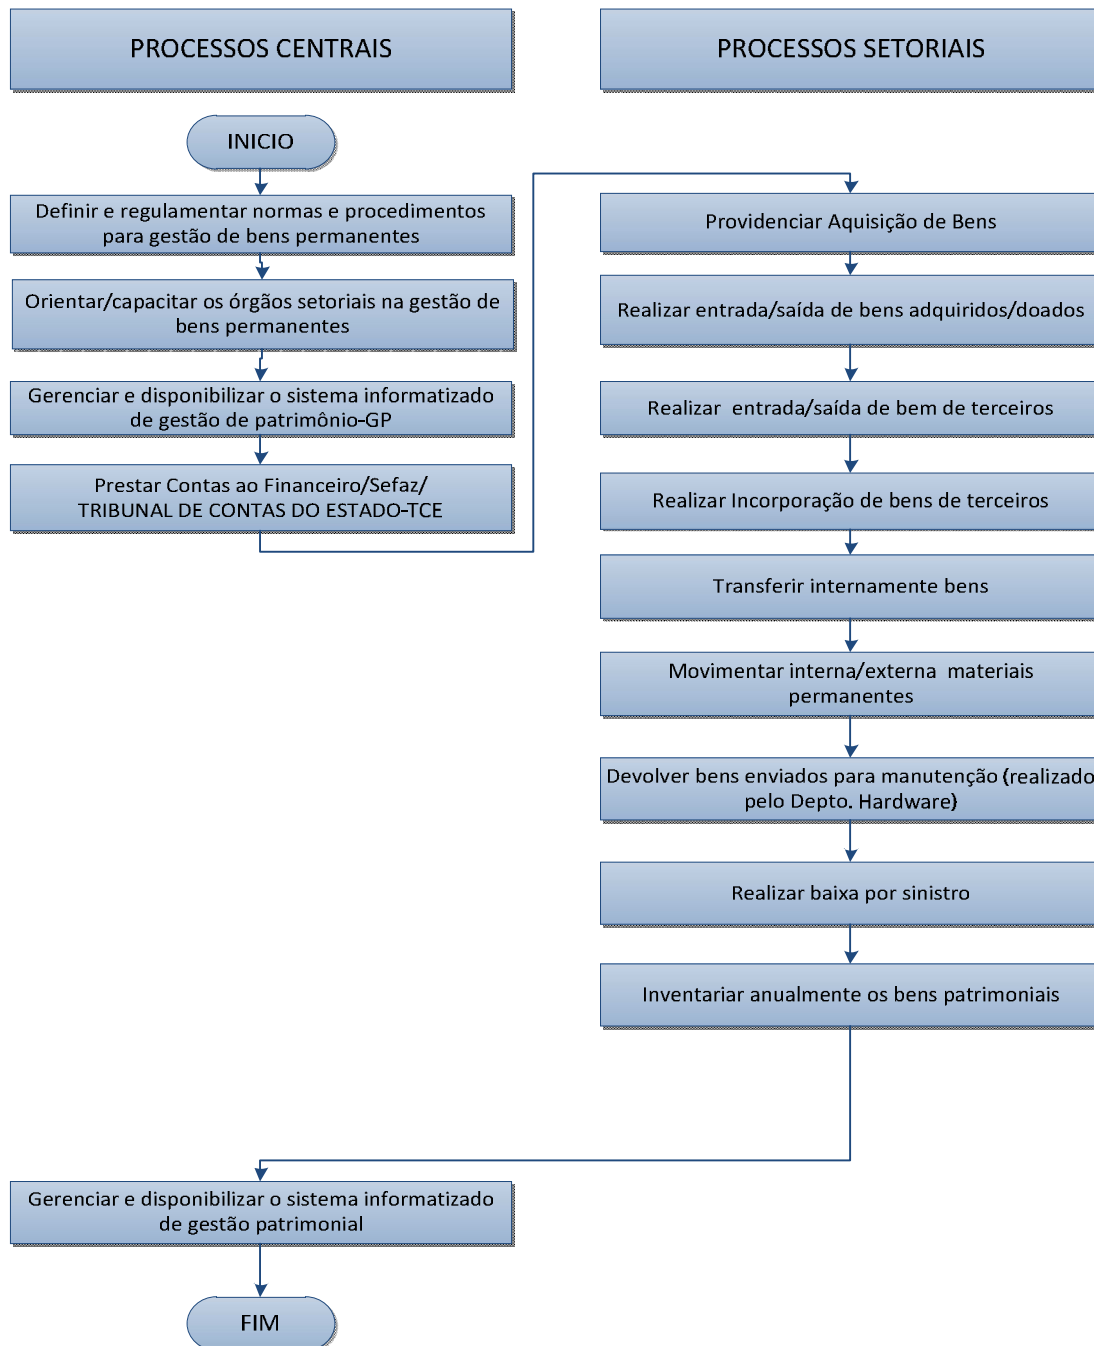 PROCESSOS CENTRAIS
INICIO
Definir e regulamentar normas e procedimentos
para gestão de bens permanentes
Orientar/capacitar os órgãos setoriais na gestão de
bens permanentes
Gerenciar e disponibilizar o sistema informatizado
de gestão de patrimônio-GP
Prestar Contas ao Financeiro/Sefaz/
TRIBUNAL DE CONTAS DO ESTADO-TCE
PROCESSOS SETORIAIS
Providenciar Aquisição de Bens
Realizar entrada/saída de bens adquiridos/doados
Realizar entrada/saída de bem de terceiros
Realizar Incorporação de bens de terceiros
Transferir internamente bens
Movimentar interna/externa materiais
permanentes
Devolver bens enviados para manutenção (realizado
pelo Depto. Hardware)
Realizar baixa por sinistro
Inventariar anualmente os bens patrimoniais
Gerenciar e disponibilizar o sistema informatizado
de gestão patrimonial
FIM